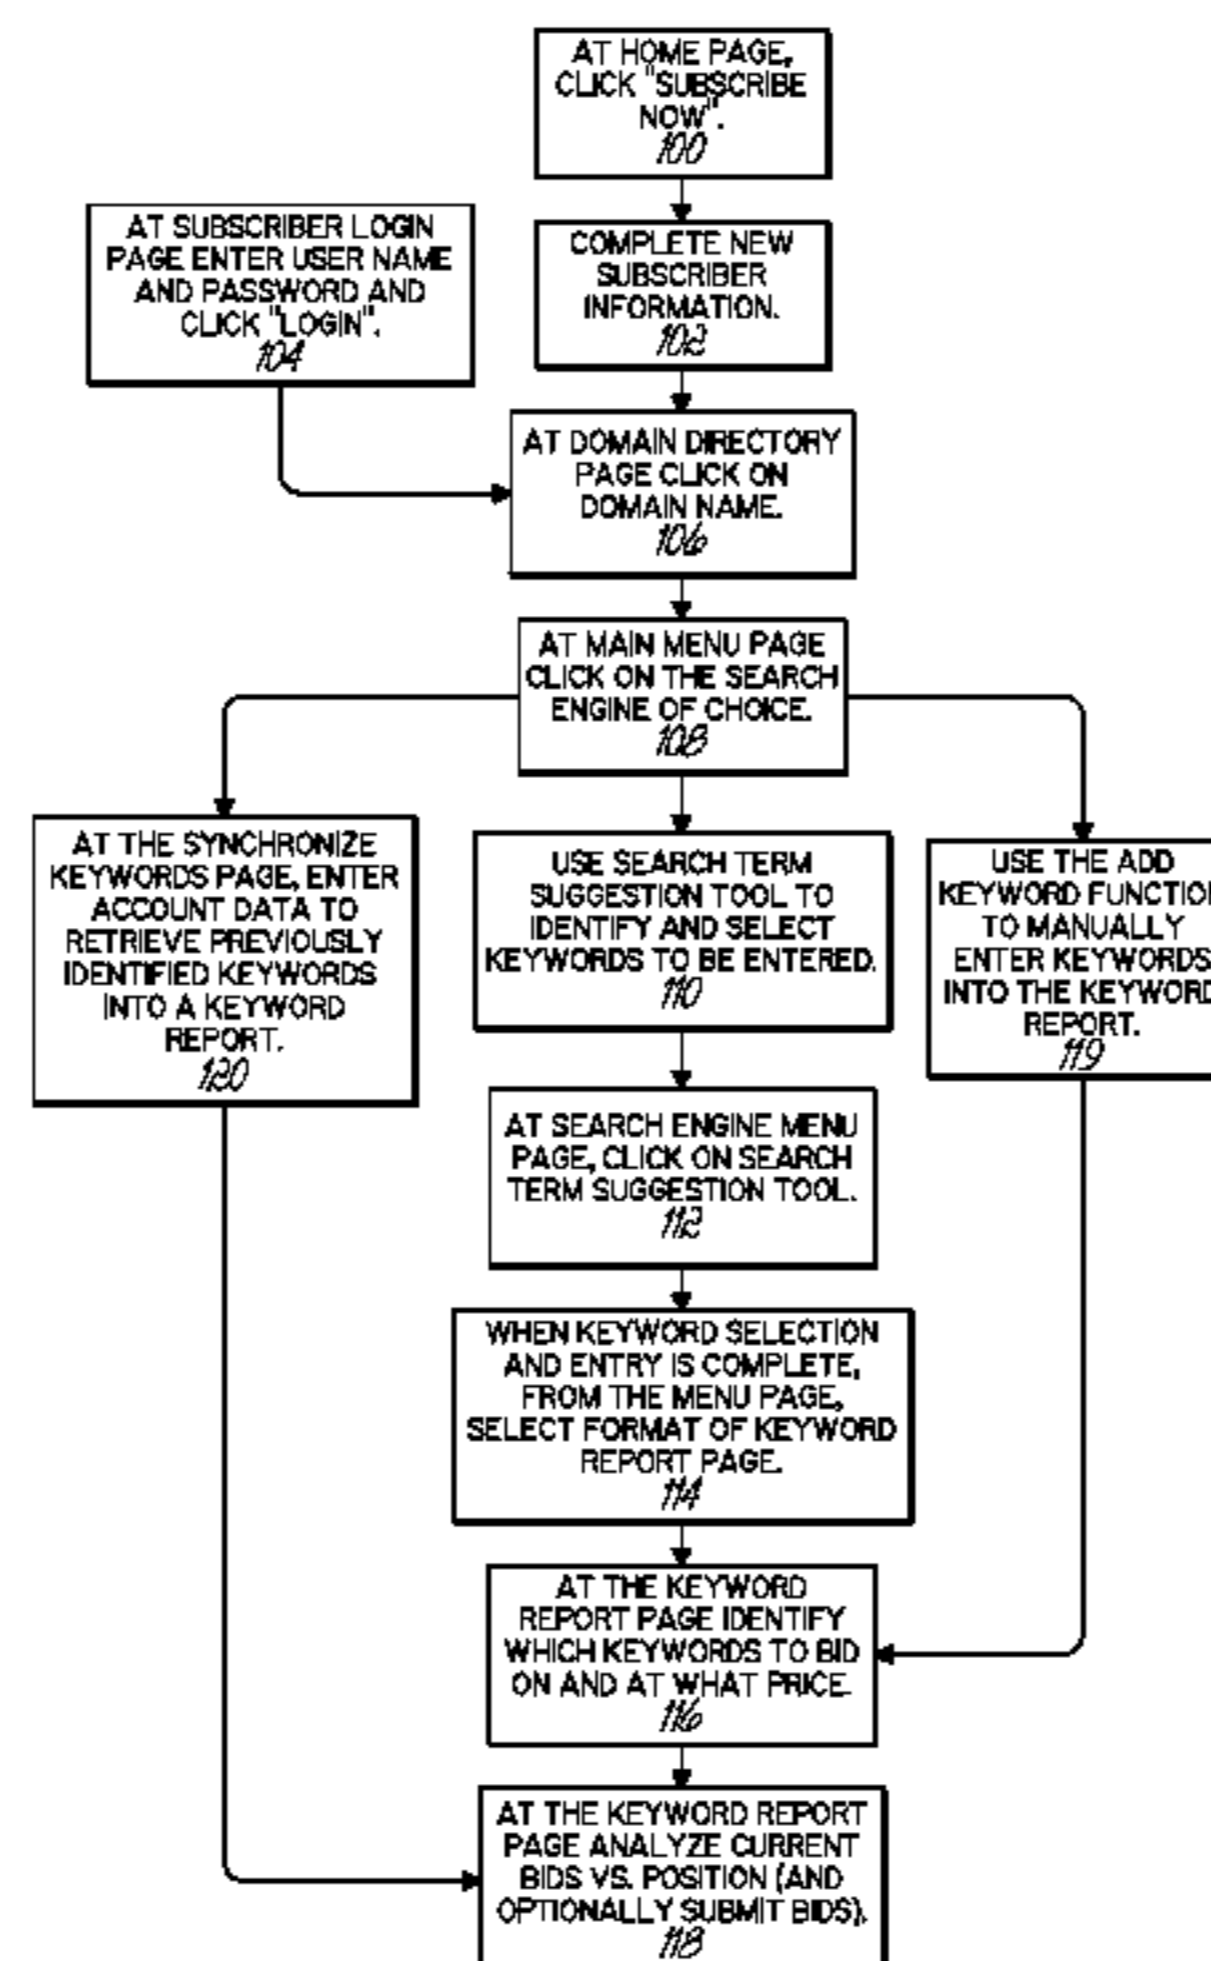 AT HOME PAGE,
CLICK "SUBSCRIBE
NOW".
100
AT SUBSCRIBER LOGIN
PAGE ENTER USER NAME
AND PASSWORD AND
CLICK "LOGIN".
104
COMPLETE NEW
SUBSCRIBER
INFORMATION.
102
AT DOMAIN DIRECTORY
PAGE CLICK ON
DOMAIN NAME.
106
AT MAIN MENU PAGE
CLICK ON THE SEARCH
ENGINE OF CHOICE.
108
AT THE SYNCHRONIZE
KEYWORDS PAGE, ENTER
ACCOUNT DATA TO
RETRIEVE PREVIOUSLY
IDENTIFIED KEYWORDS
INTO A KEYWORD
REPORT.
120
USE SEARCH TERM
SUGGESTION TOOL TO
IDENTIFY AND SELECT
KEYWORDS TO BE ENTERED.
110
USE THE ADD
KEYWORD FUNCTION
TO MANUALLY
ENTER KEYWORDS
INTO THE KEYWORD
REPORT.
119
AT SEARCH ENGINE MENU
PAGE, CLICK ON SEARCH
TERM SUGGESTION TOOL.
112
WHEN KEYWORD SELECTION
AND ENTRY IS COMPLETE,
FROM THE MENU PAGE,
SELECT FORMAT OF KEYWORD
REPORT PAGE.
114
AT THE KEYWORD
REPORT PAGE IDENTIFY
WHICH KEYWORDS TO BID
ON AND AT WHAT PRICE.
116
AT THE KEYWORD REPORT
PAGE ANALYZE CURRENT
BIDS VS. POSITION (AND
OPTIONALLY SUBMIT BIDS).
118